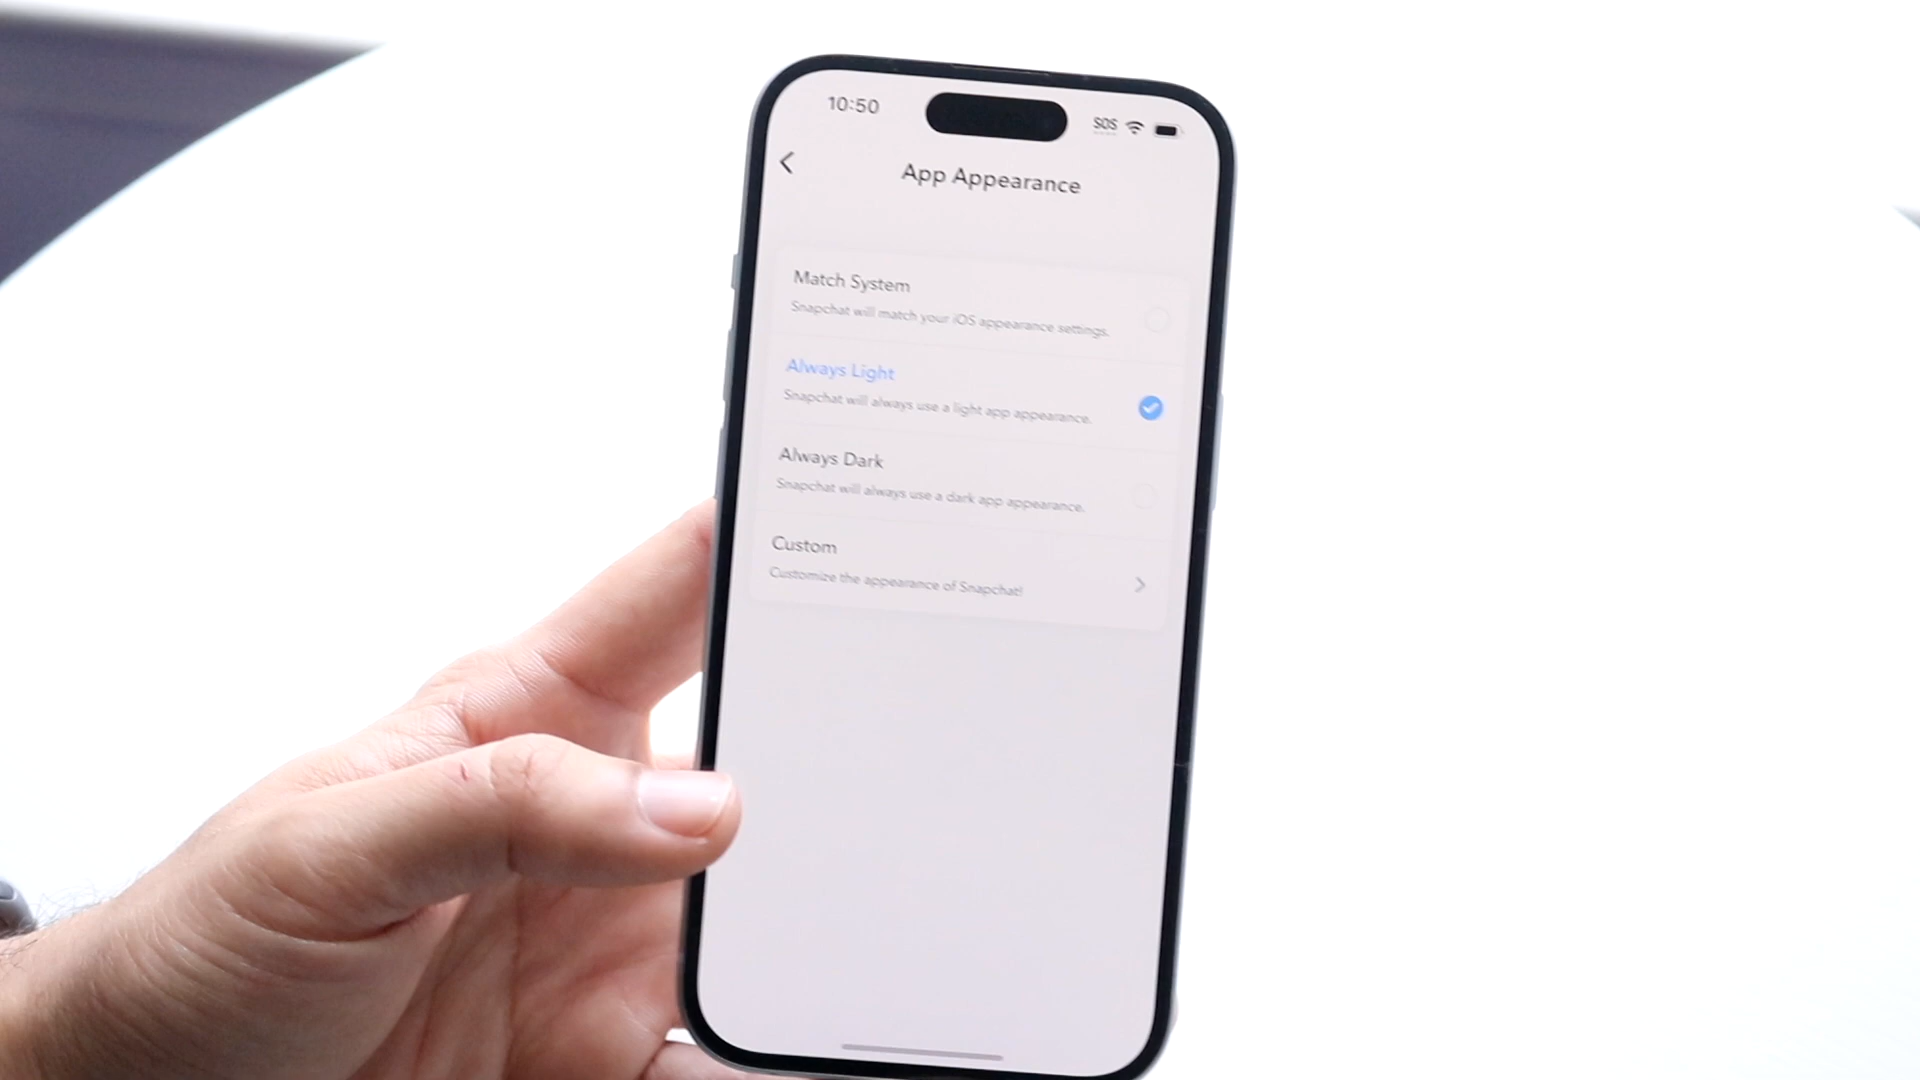 10:50
SOS
App Appearance
Match System
Snapchat will match your iOS appearance settings.
Always Light
Snapchat will always use a light app appearance.
Always Dark
Snapchat will always use a dark app appearance.
Custom
Customize the appearance of Snapchat!